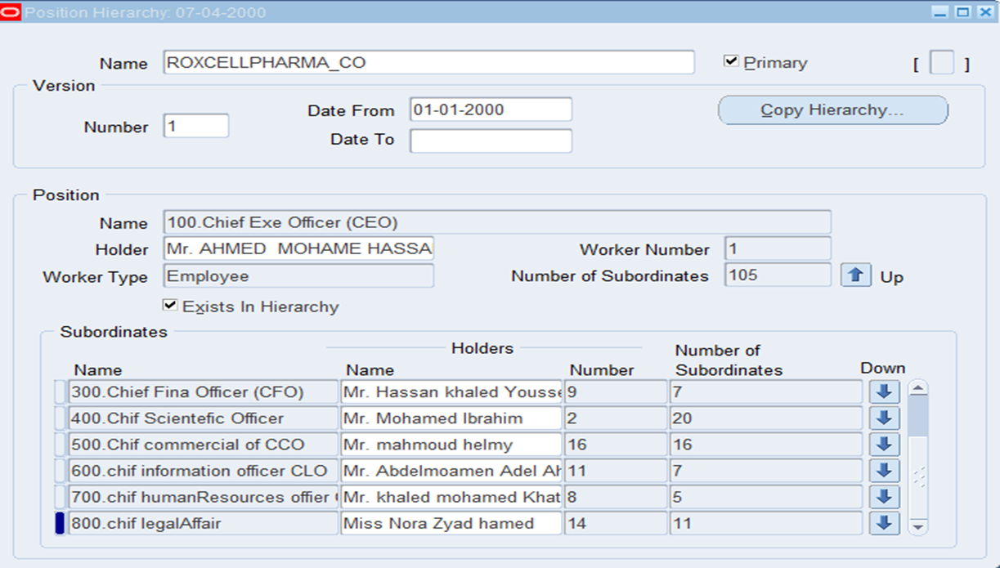 Position Hierarchy: 07-04-2000
Name ROXCELLPHARMA_CO Primary [ ]
Version
Number 1 Date From 01-01-2000 Copy Hierarchy...
Date To
Position
Name 100.Chief Exe Officer (CEO)
Holder Mr. AHMED MOHAME HASSA Worker Number 1
Worker Type Employee Number of Subordinates 105 Up
Exists In Hierarchy
Subordinates
Holders
Name Name Number Number of Subordinates Down
300.Chief Fina Officer (CFO) Mr. Hassan khaled Yousse 9 7
400.Chif Scientefic Officer Mr. Mohamed Ibrahim 2 20
500.Chif commercial of CCO Mr. mahmoud helmy 16 16
600.chif information officer CLO Mr. Abdelmoamen Adel Ah 11 7
700.chif humanResources offier ( Mr. khaled mohamed Khat 8 5
800.chif legalAffair Miss Nora Zyad hamed 14 11